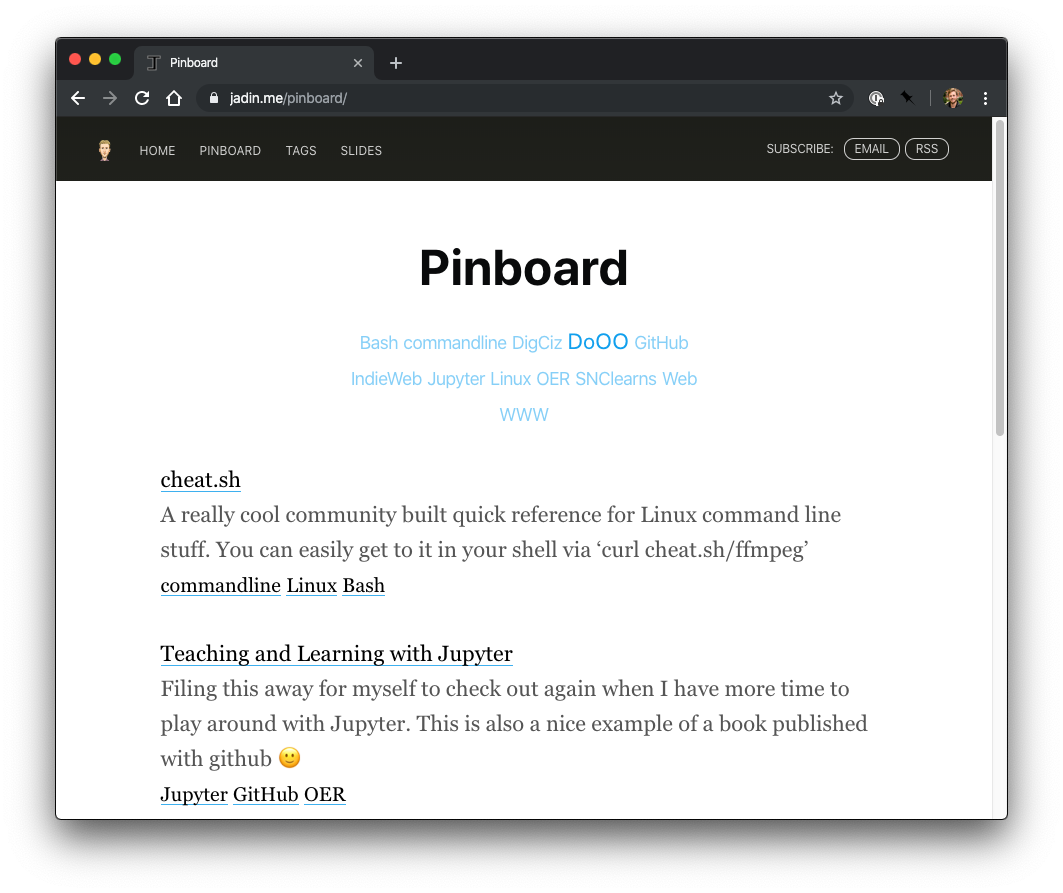 Pinboard
jadin.me/pinboard/
HOME PINBOARD TAGS SLIDES SUBSCRIBE: EMAIL RSS
Pinboard
Bash commandline DigCiz DoOO GitHub
IndieWeb Jupyter Linux OER SNClearns Web
WWW
cheat.sh
A really cool community built quick reference for Linux command line
stuff. You can easily get to it in your shell via ‘curl cheat.sh/ffmpeg’
commandline Linux Bash
Teaching and Learning with Jupyter
Filing this away for myself to check out again when I have more time to
play around with Jupyter. This is also a nice example of a book published
with github 🙂
Jupyter GitHub OER